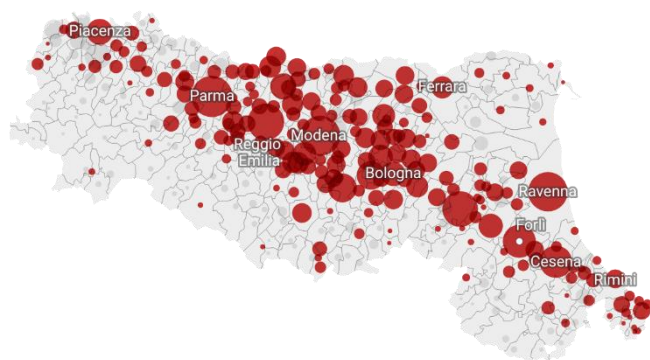 Piacenza
Parma
Ferrara
Modena
Reggio
Emilia
Bologna
Ravenna
Forlì
Cesena
Rimini